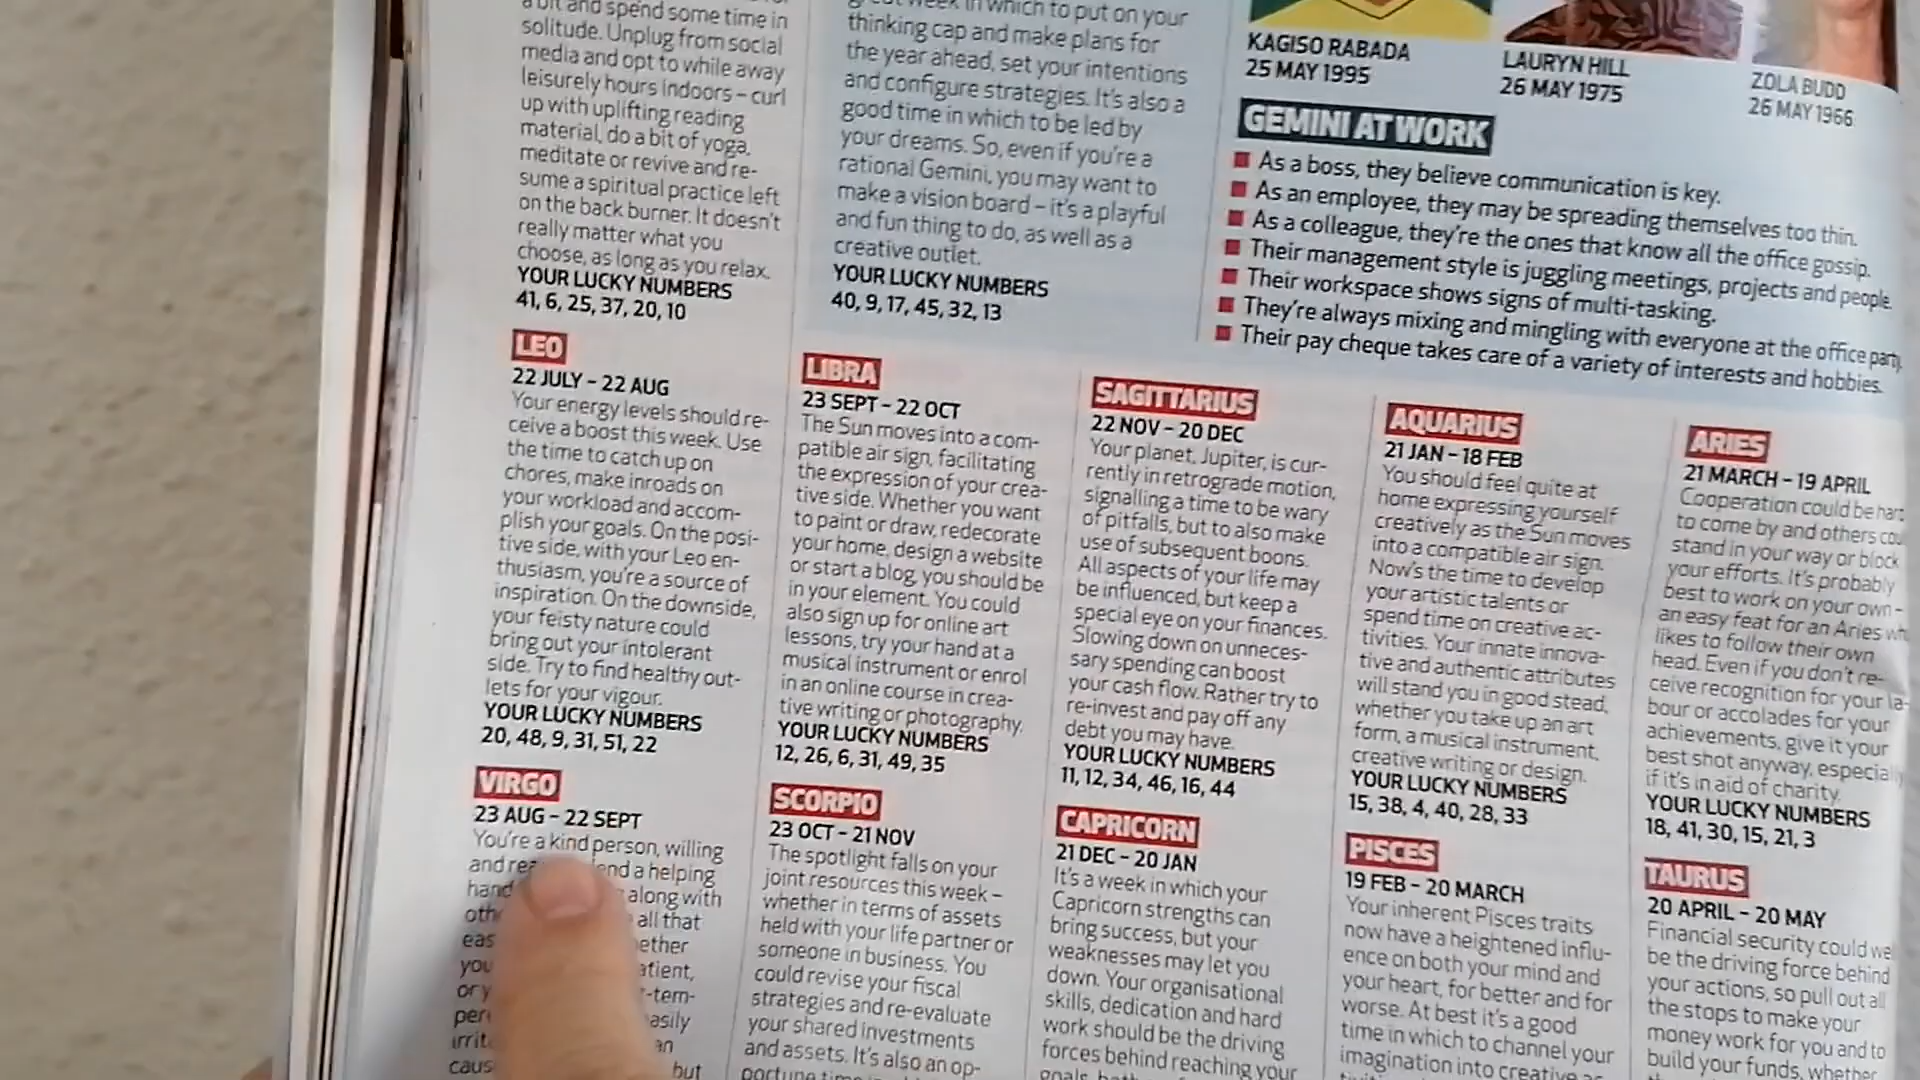 a bit and spend some time in
solitude. Unplug from social
media and opt to while away
leisurely hours indoors – curl
up with uplifting reading
material, do a bit of yoga,
meditate or revive and re-
sume a spiritual practice left
on the back burner. It doesn't
really matter what you
choose, as long as you relax.
YOUR LUCKY NUMBERS
41, 6, 25, 37, 20, 10
great week in which to put on your
thinking cap and make plans for
the year ahead, set your intentions
and configure strategies. It's also a
good time in which to be led by
your dreams. So, even if you're a
rational Gemini, you may want to
make a vision board – it's a playful
and fun thing to do, as well as a
creative outlet.
YOUR LUCKY NUMBERS
40, 9, 17, 45, 32, 13
KAGISO RABADA
25 MAY 1995
LAURYN HILL
26 MAY 1975
ZOLA BUDD
26 MAY 1966
GEMINI AT WORK
As a boss, they believe communication is key.
As an employee, they may be spreading themselves too thin.
As a colleague, they're the ones that know all the office gossip.
Their management style is juggling meetings, projects and people.
Their workspace shows signs of multi-tasking.
They're always mixing and mingling with everyone at the office party.
Their pay cheque takes care of a variety of interests and hobbies.
LEO
22 JULY – 22 AUG
Your energy levels should re-
ceive a boost this week. Use
the time to catch up on
chores, make inroads on
your workload and accom-
plish your goals. On the posi-
tive side, with your Leo en-
thusiasm, you're a source of
inspiration. On the downside,
your feisty nature could
bring out your intolerant
side. Try to find healthy out-
lets for your vigour.
YOUR LUCKY NUMBERS
20, 48, 9, 31, 51, 22
VIRGO
23 AUG – 22 SEPT
You're a kind person, willing
and end a helping
hand along with
all that
atient,
but
LIBRA
23 SEPT – 22 OCT
The Sun moves into a com-
patible air sign, facilitating
the expression of your crea-
tive side. Whether you want
to paint or draw, redecorate
your home, design a website
or start a blog, you should be
in your element. You could
also sign up for online art
lessons, try your hand at a
musical instrument or enrol
in an online course in crea-
tive writing or photography.
YOUR LUCKY NUMBERS
12, 26, 6, 31, 49, 35
SCORPIO
23 OCT – 21 NOV
The spotlight falls on your
joint resources this week –
whether in terms of assets
held with your life partner or
someone in business. You
could revise your fiscal
strategies and re-evaluate
your shared investments
and assets. It's also an op-
portune time
SAGITTARIUS
22 NOV – 20 DEC
Your planet, Jupiter, is cur-
rently in retrograde motion,
signalling a time to be wary
of pitfalls, but to also make
use of subsequent boons.
All aspects of your life may
be influenced, but keep a
special eye on your finances.
Slowing down on unneces-
sary spending can boost
your cash flow. Rather try to
re-invest and pay off any
debt you may have.
YOUR LUCKY NUMBERS
11, 12, 34, 46, 16, 44
CAPRICORN
21 DEC – 20 JAN
It's a week in which your
Capricorn strengths can
bring success, but your
weaknesses may let you
down. Your organisational
skills, dedication and hard
work should be the driving
forces behind reaching your
goals,
AQUARIUS
21 JAN – 18 FEB
You should feel quite at
home expressing yourself
creatively as the Sun moves
into a compatible air sign.
Now's the time to develop
your artistic talents or
spend time on creative ac-
tivities. Your innate innova-
tive and authentic attributes
will stand you in good stead,
whether you take up an art
form, a musical instrument,
creative writing or design.
YOUR LUCKY NUMBERS
15, 38, 4, 40, 28, 33
PISCES
19 FEB – 20 MARCH
Your inherent Pisces traits
now have a heightened influ-
ence on both your mind and
your heart, for better and for
worse. At best it's a good
time in which to channel your
imagination into creative ac-
ARIES
21 MARCH – 19 APRIL
Cooperation could be hard
to come by and others could
stand in your way or block
your efforts. It's probably
best to work on your own –
an easy feat for an Aries who
likes to follow their own
head. Even if you don't re-
ceive recognition for your la-
bour or accolades for your
achievements, give it your
best shot anyway, especially
if it's in aid of charity.
YOUR LUCKY NUMBERS
18, 41, 30, 15, 21, 3
TAURUS
20 APRIL – 20 MAY
Financial security could well
be the driving force behind
your actions, so pull out all
the stops to make your
money work for you and to
build your funds, whether